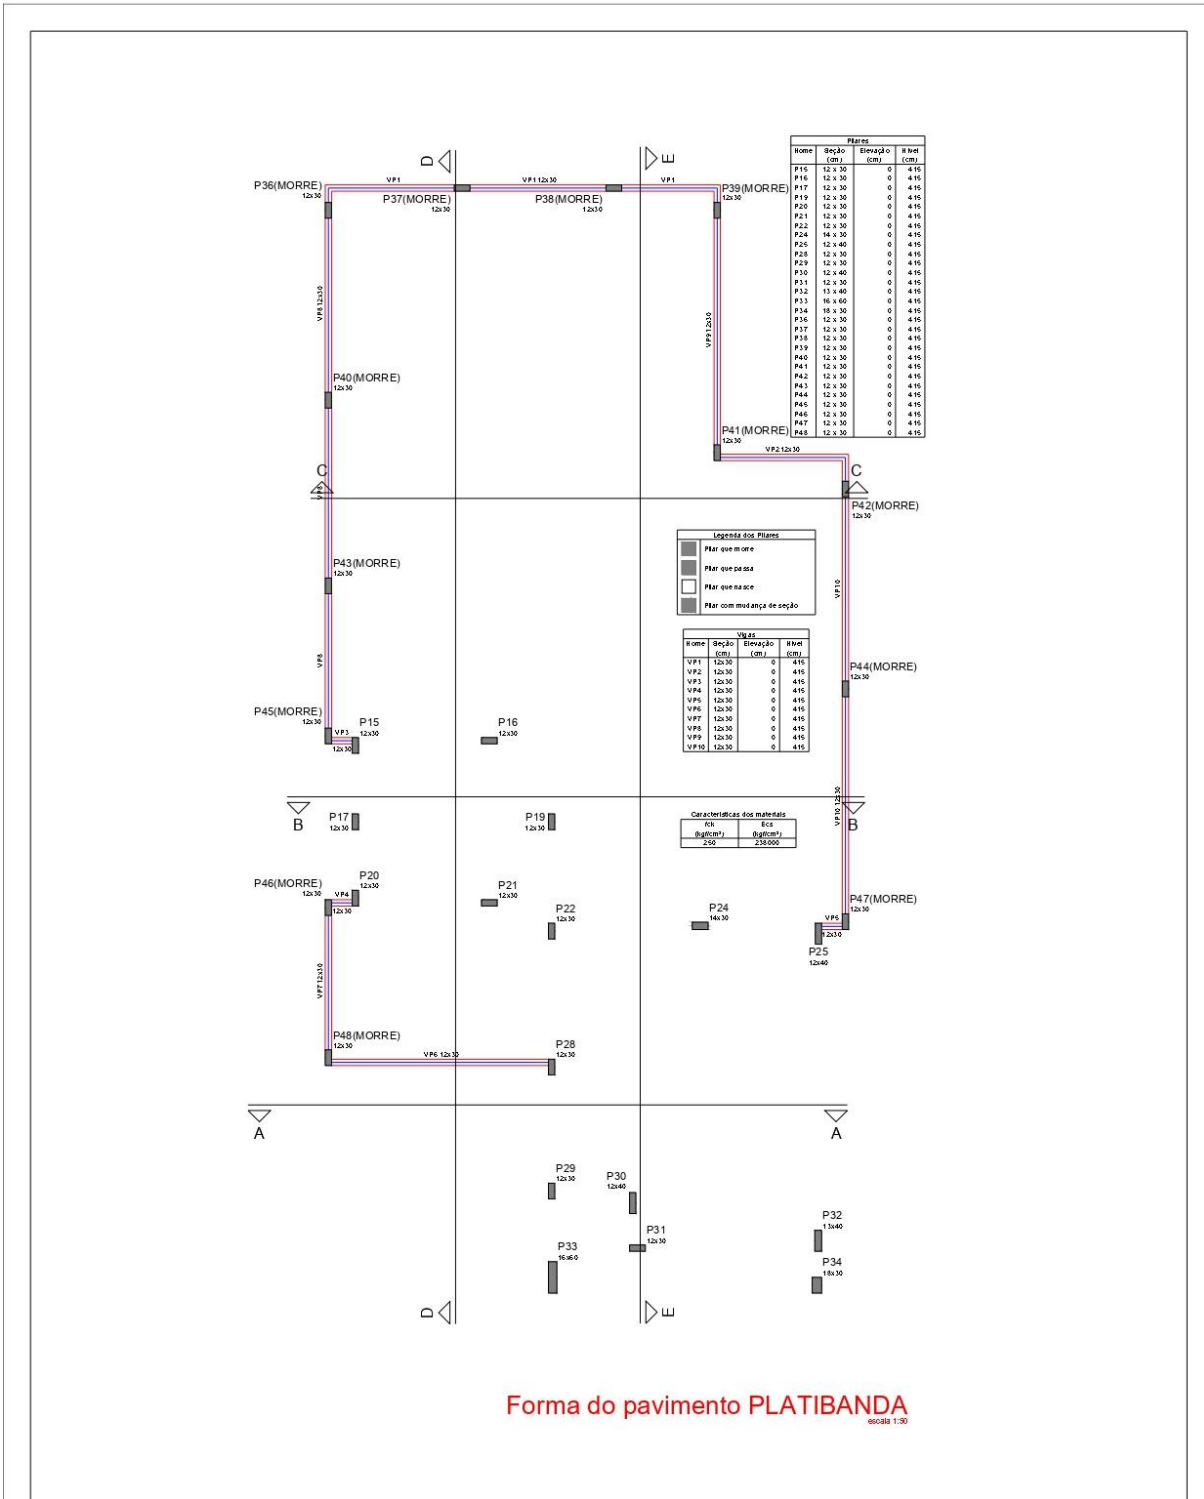 D
E
P36(MORRE)
12x30
VP1
P37(MORRE)
12x30
VP1 12x30
P38(MORRE)
12x30
VP1
P39(MORRE)
12x30
Pilares
Nome Seção Elevação Nível
(cm) (cm) (cm)
P15 12 x 30 0 415
P16 12 x 30 0 415
P17 12 x 30 0 415
P19 12 x 30 0 415
P20 12 x 30 0 415
P21 12 x 30 0 415
P22 12 x 30 0 415
P24 14 x 30 0 415
P25 12 x 40 0 415
P28 12 x 30 0 415
P29 12 x 30 0 415
P30 12 x 40 0 415
P31 12 x 30 0 415
P32 13 x 40 0 415
P33 16 x 60 0 415
P34 18 x 30 0 415
P36 12 x 30 0 415
P37 12 x 30 0 415
P38 12 x 30 0 415
P39 12 x 30 0 415
P40 12 x 30 0 415
P41 12 x 30 0 415
P42 12 x 30 0 415
P43 12 x 30 0 415
P44 12 x 30 0 415
P45 12 x 30 0 415
P46 12 x 30 0 415
P47 12 x 30 0 415
P48 12 x 30 0 415
VP8 12x30
VP9 12x30
P40(MORRE)
12x30
P41(MORRE)
12x30
VP2 12x30
C
VP8
C
P42(MORRE)
12x30
Legenda dos Pilares
Pilar que morre
Pilar que passa
Pilar que nasce
Pilar com mudança de seção
P43(MORRE)
12x30
VP10
Vigas
Nome Seção Elevação Nível
(cm) (cm) (cm)
VP1 12x30 0 415
VP2 12x30 0 415
VP3 12x30 0 415
VP4 12x30 0 415
VP5 12x30 0 415
VP6 12x30 0 415
VP7 12x30 0 415
VP8 12x30 0 415
VP9 12x30 0 415
VP10 12x30 0 415
VP8
P44(MORRE)
12x30
P45(MORRE)
12x30
VP3
12x30
P15
12x30
P16
12x30
B
VP10 12x30
B
P17
12x30
P19
12x30
Características dos materiais
fck Ecs
(kgf/cm²) (kgf/cm²)
250 238000
P46(MORRE)
12x30
VP4
12x30
P20
12x30
P21
12x30
P22
12x30
P24
14x30
P47(MORRE)
12x30
VP5
12x30
P25
12x40
VP7 12x30
P48(MORRE)
12x30
VP6 12x30
P28
12x30
A
A
P29
12x30
P30
12x40
P31
12x30
P32
13x40
P33
16x60
P34
18x30
D
E
Forma do pavimento PLATIBANDA
escala 1:50